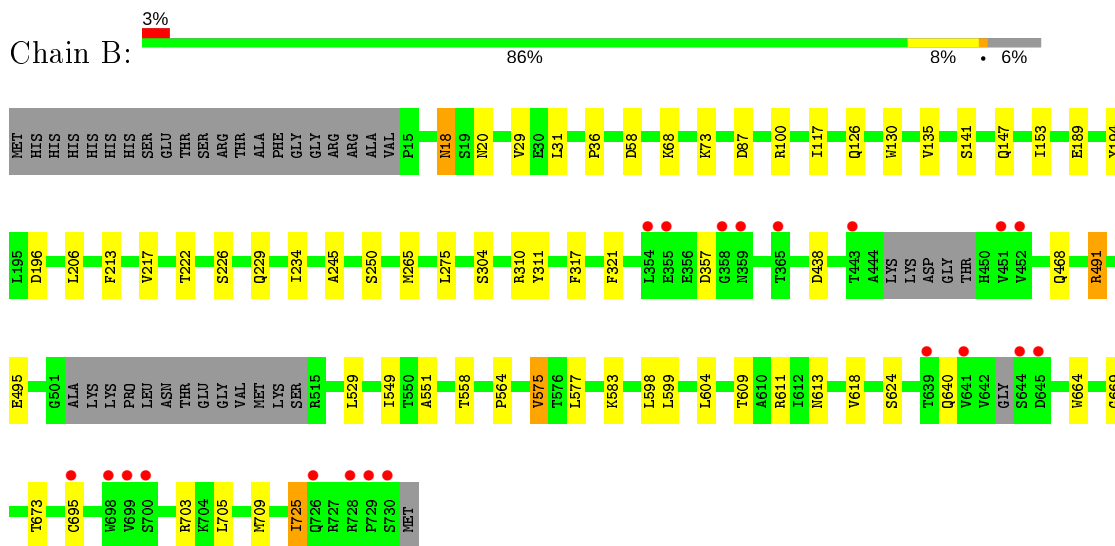 3%
Chain B:
86% 8% • 6%
MET HIS HIS HIS HIS HIS HIS SER GLU THR SER ARG THR ALA PHE GLY GLY ARG ARG ALA VAL P15 N18 S19 N20 V29 E30 L31 P36 D58 K68 K73 D87 R100 I117 Q126 W130 V135 S141 Q147 I153 E189 Y194
L195 D196 L206 F213 V217 T222 S226 Q229 I234 A245 S250 M265 L275 S304 R310 Y311 F317 F321 L354 E355 E356 D357 G358 N359 T365 D438 T443 A444 LYS LYS ASP GLY THR H450 V451 V452 Q468 R491
E495 G501 ALA LYS LYS PRO LEU ASN THR GLU GLY VAL MET LYS SER R515 L529 I549 T550 A551 T558 P564 V575 T576 L577 K583 L598 L599 L604 T609 A610 R611 I612 N613 V618 S624 T639 Q640 V641 V642 GLY S644 D645 W664 C669
T673 C695 W698 V699 S700 R703 K704 L705 M709 I725 Q726 R727 R728 P729 S730 MET